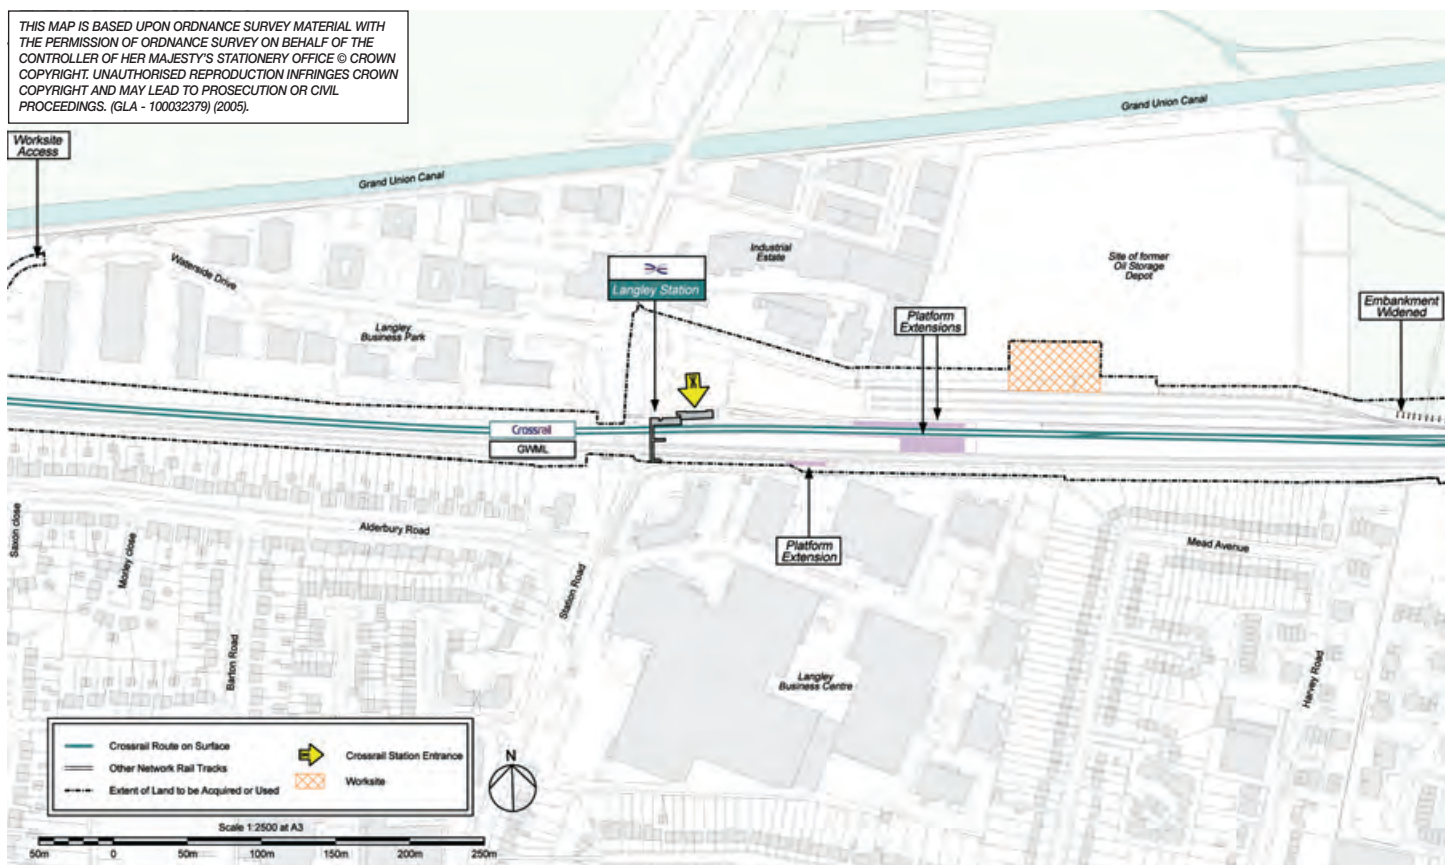 THIS MAP IS BASED UPON ORDNANCE SURVEY MATERIAL WITH
THE PERMISSION OF ORDNANCE SURVEY ON BEHALF OF THE
CONTROLLER OF HER MAJESTY'S STATIONERY OFFICE © CROWN
COPYRIGHT. UNAUTHORISED REPRODUCTION INFRINGES CROWN
COPYRIGHT AND MAY LEAD TO PROSECUTION OR CIVIL
PROCEEDINGS. (GLA - 100032379) (2005).
Grand Union Canal
Worksite
Access
Grand Union Canal
Waterside Drive
Industrial
Estate
Site of former
Oil Storage
Depot
Langley Station
Embankment
Widened
Platform
Extensions
Langley
Business Park
Crossrail
GWML
Saxon close
Morley close
Alderbury Road
Barton Road
Station Road
Platform
Extension
Mead Avenue
Harvey Road
Langley
Business Centre
Crossrail Route on Surface
Other Network Rail Tracks
Extent of Land to be Acquired or Used
Crossrail Station Entrance
Worksite
N
Scale 1:2500 at A3
50m 0 50m 100m 150m 200m 250m